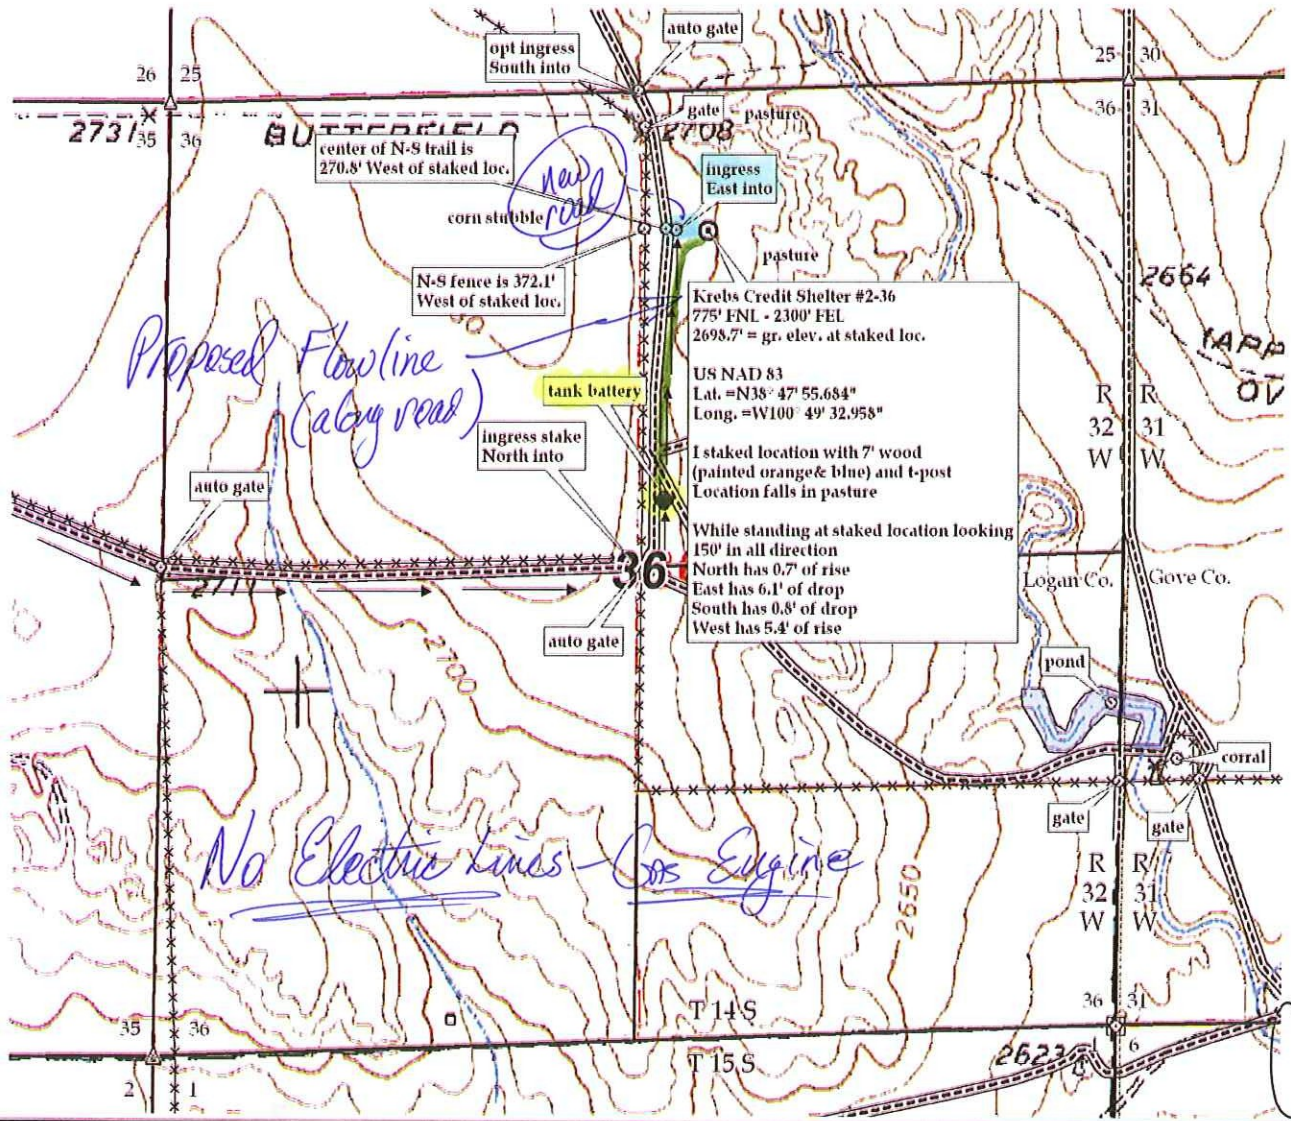 auto gate
opt ingress
South into
26 25
25 30
36 31
gate
pasture
2731
35 36
BUTTERFIELD
2708
center of N-S trail is
270.8' West of staked loc.
new
road
ingress
East into
corn stubble
pasture
N-S fence is 372.1'
West of staked loc.
2664
Krebs Credit Shelter #2-36
775' FNL - 2300' FEL
2698.7' = gr. elev. at staked loc.
US NAD 83
Lat. =N38° 47' 55.684"
Long. =W100° 49' 32.958"
I staked location with 7' wood
(painted orange& blue) and t-post
Location falls in pasture
While standing at staked location looking
150' in all direction
North has 0.7' of rise
East has 6.1' of drop
South has 0.8' of drop
West has 5.4' of rise
Proposed Flowline
(along road)
tank battery
R R
32 31
W W
ingress stake
North into
auto gate
36
Logan Co.
Gove Co.
auto gate
2700
pond
corral
gate
gate
No Electric Lines - Gas Engine
2650
R R
32 31
W W
T 14 S
36 31
35 36
T 15 S
2623
1 6
2 1